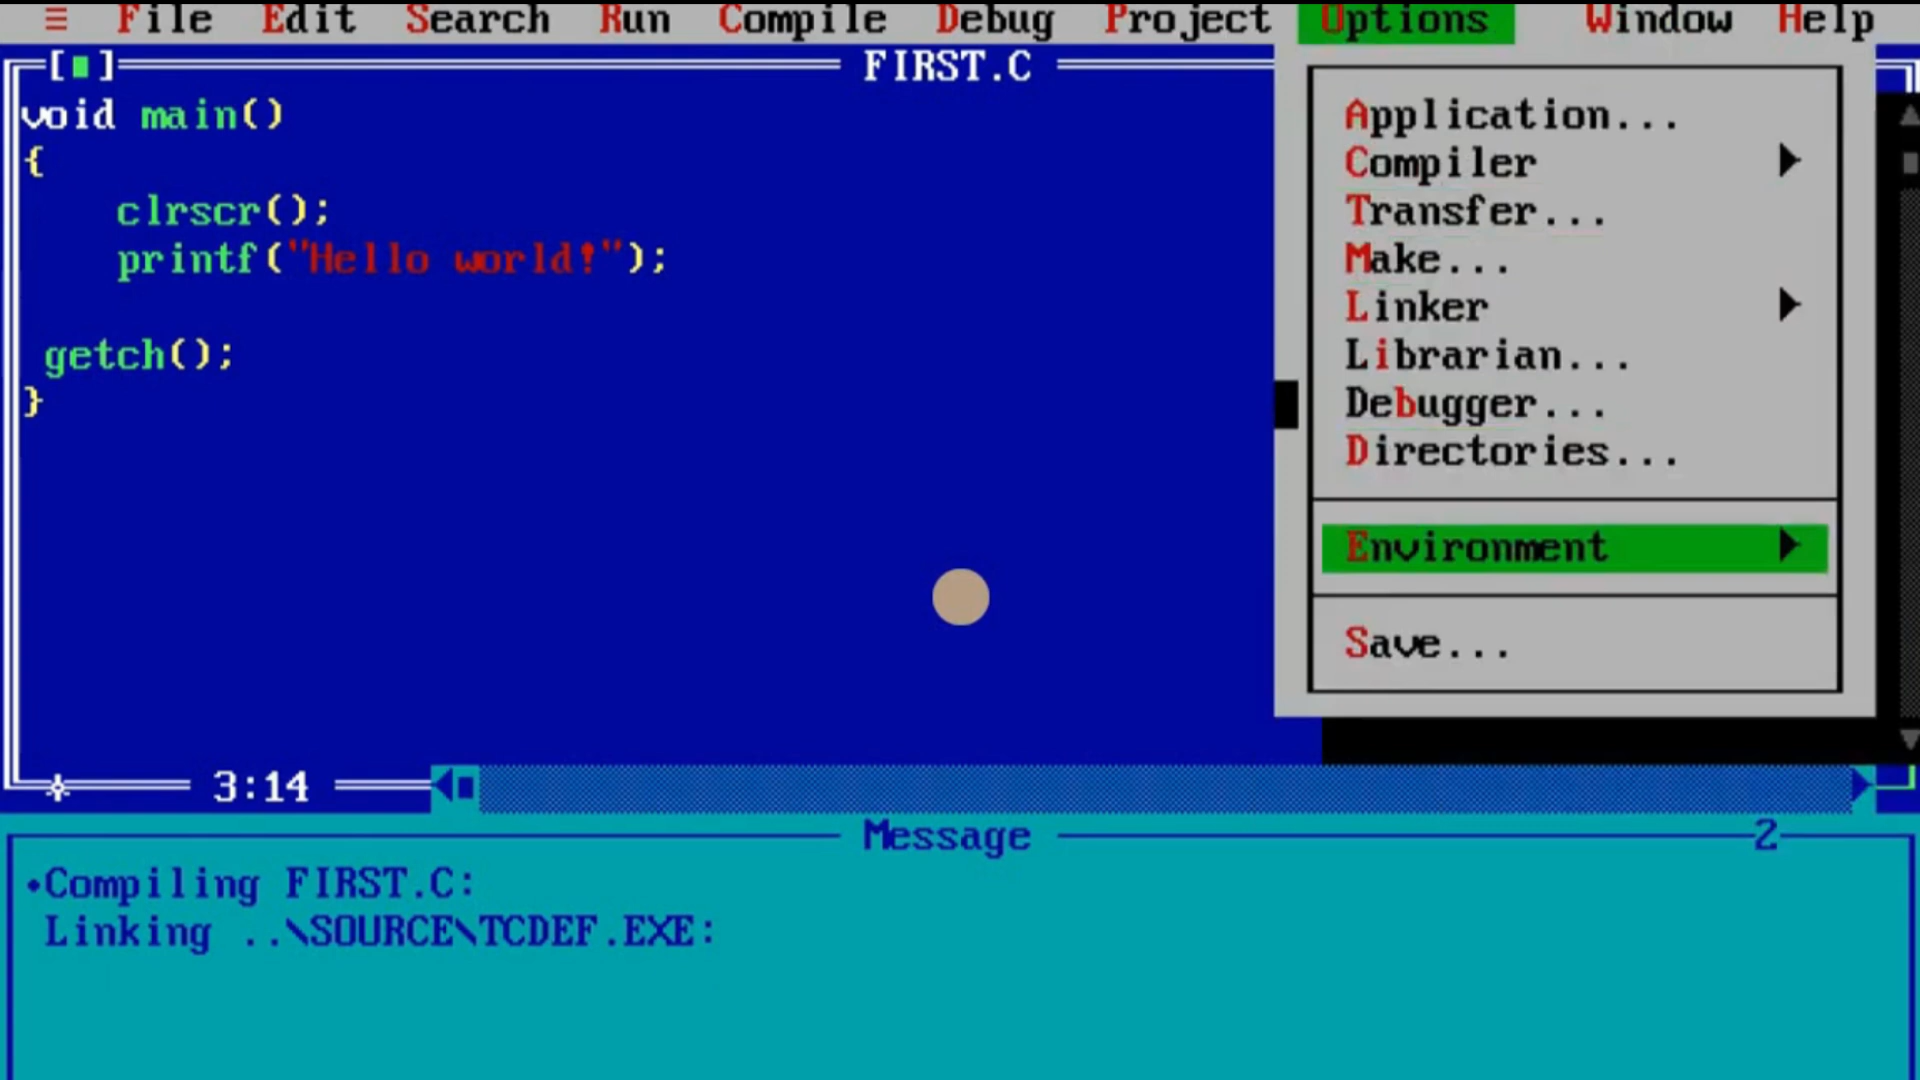 ≡ File Edit Search Run Compile Debug Project Options Window Help
[■] FIRST.C
void main()
{
clrscr();
printf("Hello world!");
getch();
}
Application...
Compiler
Transfer...
Make...
Linker
Librarian...
Debugger...
Directories...
Environment
Save...
3:14
Message 2
•Compiling FIRST.C:
Linking ..\SOURCE\TCDEF.EXE: